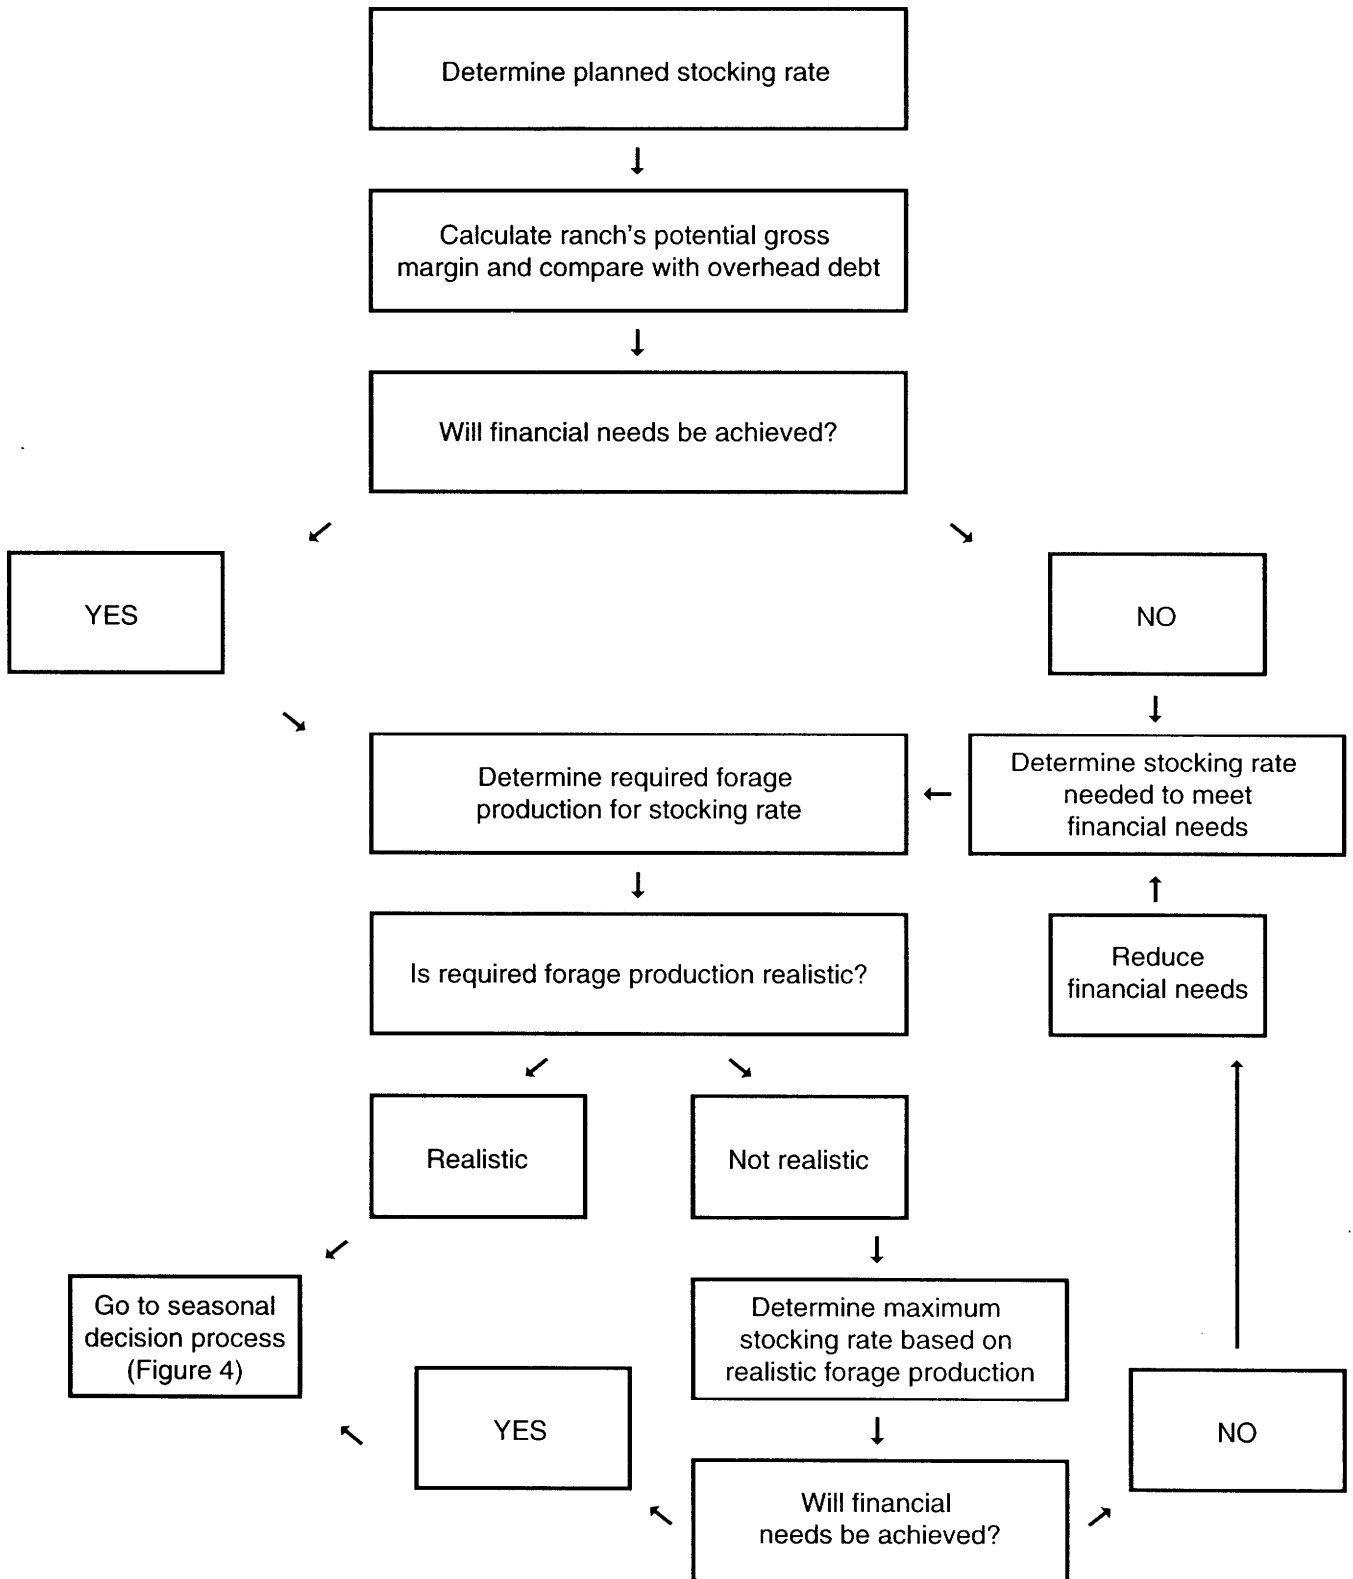 Determine planned stocking rate
Calculate ranch's potential gross
margin and compare with overhead debt
Will financial needs be achieved?
YES
NO
Determine required forage
production for stocking rate
Determine stocking rate
needed to meet
financial needs
Is required forage production realistic?
Reduce
financial needs
Realistic
Not realistic
Go to seasonal
decision process
(Figure 4)
Determine maximum
stocking rate based on
realistic forage production
YES
NO
Will financial
needs be achieved?